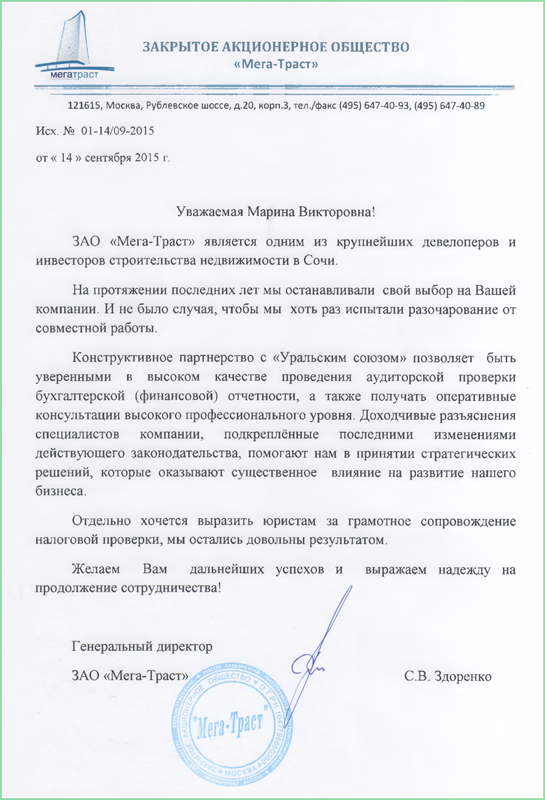 мегатраст
ЗАКРЫТОЕ АКЦИОНЕРНОЕ ОБЩЕСТВО
«Мега-Траст»
121615, Москва, Рублевское шоссе, д.20, корп.3, тел./факс (495) 647-40-93, (495) 647-40-89
Исх. № 01-14/09-2015
от « 14 » сентября 2015 г.
Уважаемая Марина Викторовна!
ЗАО «Мега-Траст» является одним из крупнейших девелоперов и
инвесторов строительства недвижимости в Сочи.
На протяжении последних лет мы останавливали свой выбор на Вашей
компании. И не было случая, чтобы мы хоть раз испытали разочарование от
совместной работы.
Конструктивное партнерство с «Уральским союзом» позволяет быть
уверенными в высоком качестве проведения аудиторской проверки
бухгалтерской (финансовой) отчетности, а также получать оперативные
консультации высокого профессионального уровня. Доходчивые разъяснения
специалистов компании, подкреплённые последними изменениями
действующего законодательства, помогают нам в принятии стратегических
решений, которые оказывают существенное влияние на развитие нашего
бизнеса.
Отдельно хочется выразить юристам за грамотное сопровождение
налоговой проверки, мы остались довольны результатом.
Желаем Вам дальнейших успехов и выражаем надежду на
продолжение сотрудничества!
Генеральный директор
ЗАО «Мега-Траст»
С.В. Здоренко
ЗАКРЫТОЕ АКЦИОНЕРНОЕ ОБЩЕСТВО
"Мега-Траст"
МОСКВА